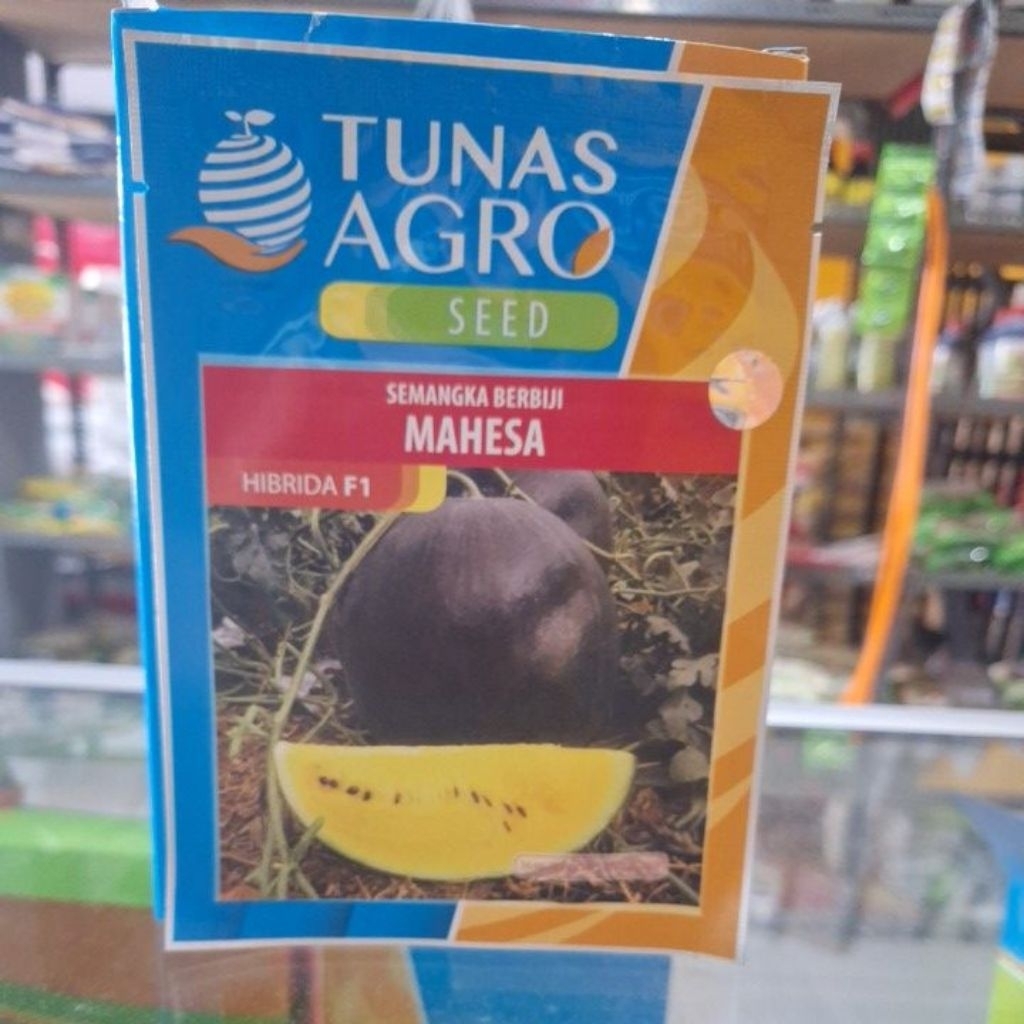 TUNAS
AGRO
SEED
SEMANGKA BERBIJI
MAHESA
HIBRIDA F1